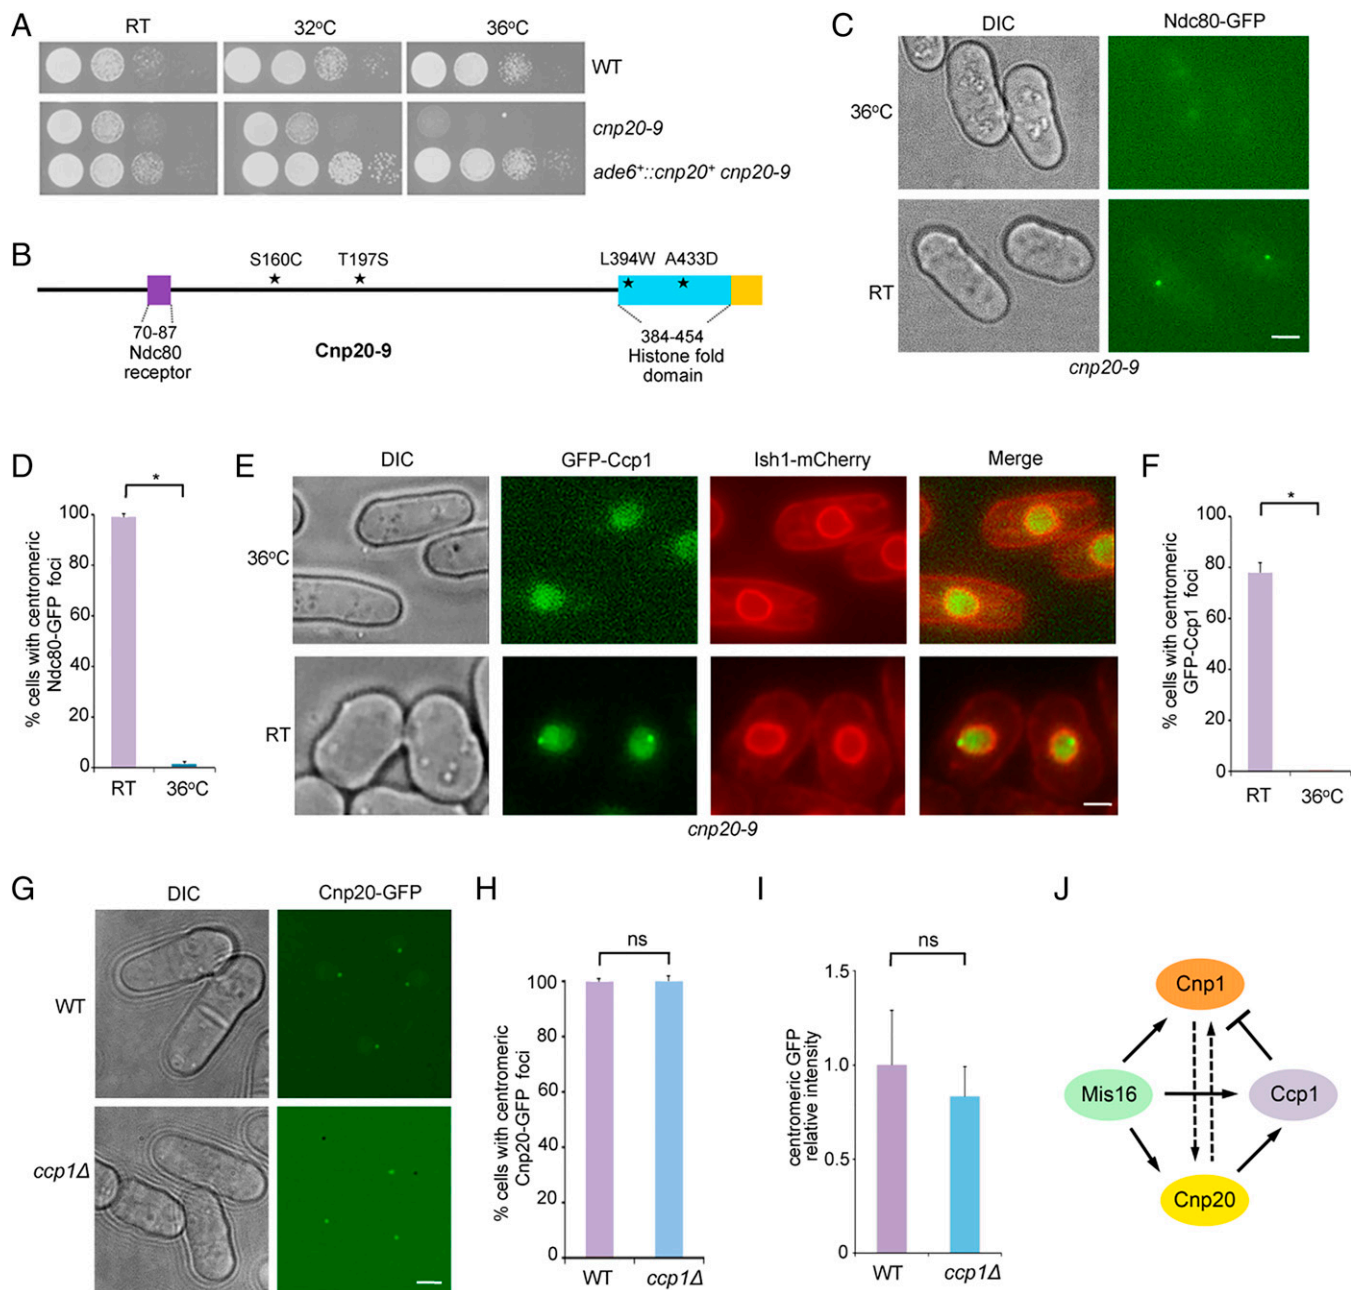 A
RT
32°C
36°C
WT
cnp20-9
ade6+::cnp20+ cnp20-9
B
S160C
T197S
L394W
A433D
70-87
Ndc80
receptor
Cnp20-9
384-454
Histone fold
domain
C
DIC
Ndc80-GFP
36°C
RT
cnp20-9
D
% cells with centromeric
Ndc80-GFP foci
100
80
60
40
20
0
*
RT
36°C
E
DIC
GFP-Ccp1
Ish1-mCherry
Merge
36°C
RT
cnp20-9
F
% cells with centromeric
GFP-Ccp1 foci
100
80
60
40
20
0
*
RT
36°C
G
DIC
Cnp20-GFP
WT
ccp1Δ
H
% cells with centromeric
Cnp20-GFP foci
100
80
60
40
20
0
ns
WT
ccp1Δ
I
centromeric GFP
relative intensity
1.5
1.0
0.5
0
ns
WT
ccp1Δ
J
Cnp1
Mis16
Ccp1
Cnp20